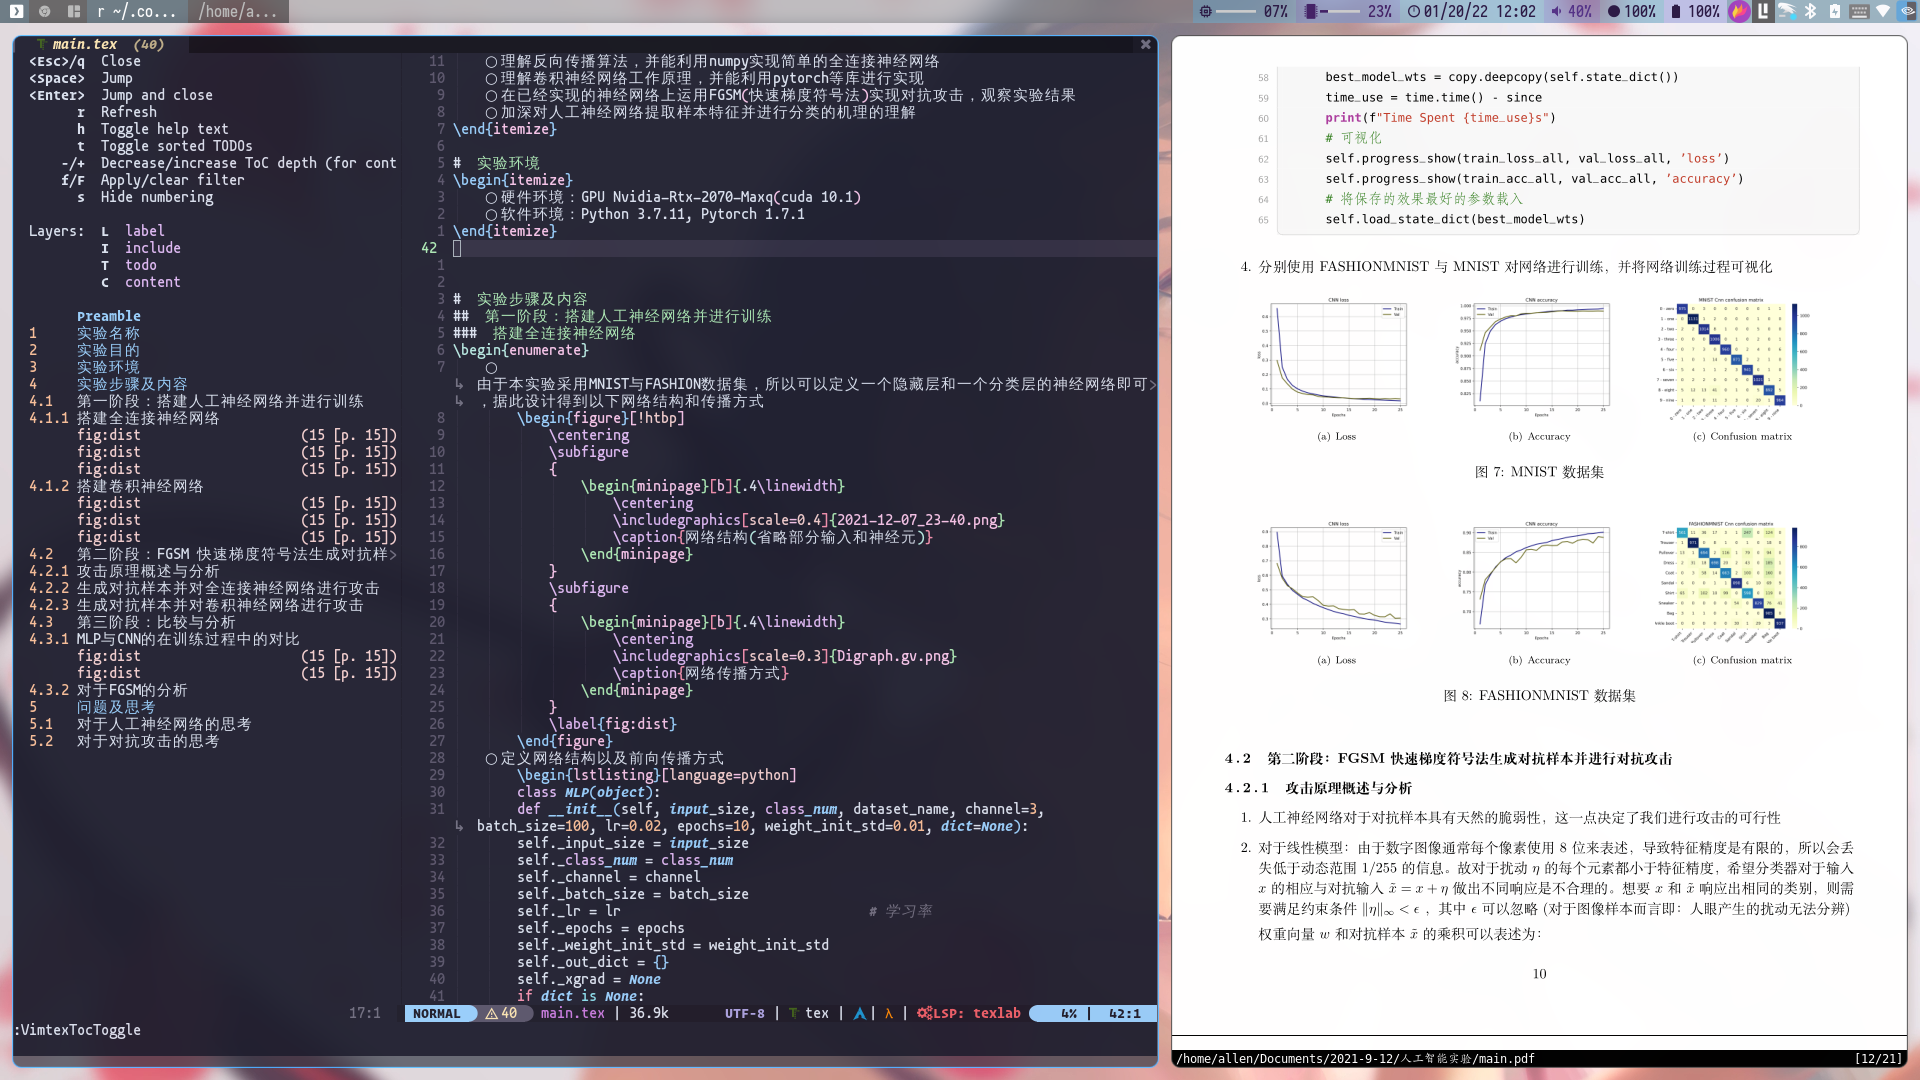 r ~/.co...
/home/a...
07%
23%
01/20/22 12:02
40%
100%
100%
main.tex (40)
<Esc>/q Close
<Space> Jump
<Enter> Jump and close
r Refresh
h Toggle help text
t Toggle sorted TODOs
-/+ Decrease/increase ToC depth (for cont
f/F Apply/clear filter
s Hide numbering
Layers: L label
I include
T todo
C content
Preamble
1 实验名称
2 实验目的
3 实验环境
4 实验步骤及内容
4.1 第一阶段：搭建人工神经网络并进行训练
4.1.1 搭建全连接神经网络
fig:dist (15 [p. 15])
fig:dist (15 [p. 15])
fig:dist (15 [p. 15])
4.1.2 搭建卷积神经网络
fig:dist (15 [p. 15])
fig:dist (15 [p. 15])
fig:dist (15 [p. 15])
4.2 第二阶段：FGSM 快速梯度符号法生成对抗样>
4.2.1 攻击原理概述与分析
4.2.2 生成对抗样本并对全连接神经网络进行攻击
4.2.3 生成对抗样本并对卷积神经网络进行攻击
4.3 第三阶段：比较与分析
4.3.1 MLP与CNN的在训练过程中的对比
fig:dist (15 [p. 15])
fig:dist (15 [p. 15])
4.3.2 对于FGSM的分析
5 问题及思考
5.1 对于人工神经网络的思考
5.2 对于对抗攻击的思考
17:1
:VimtexTocToggle
11 ○理解反向传播算法，并能利用numpy实现简单的全连接神经网络
10 ○理解卷积神经网络工作原理，并能利用pytorch等库进行实现
9 ○在已经实现的神经网络上运用FGSM(快速梯度符号法)实现对抗攻击，观察实验结果
8 ○加深对人工神经网络提取样本特征并进行分类的机理的理解
7 \end{itemize}
6
5 # 实验环境
4 \begin{itemize}
3 ○硬件环境：GPU Nvidia-Rtx-2070-Maxq(cuda 10.1)
2 ○软件环境：Python 3.7.11, Pytorch 1.7.1
1 \end{itemize}
42
1
2
3 # 实验步骤及内容
4 ## 第一阶段：搭建人工神经网络并进行训练
5 ### 搭建全连接神经网络
6 \begin{enumerate}
7 ○
↳ 由于本实验采用MNIST与FASHION数据集，所以可以定义一个隐藏层和一个分类层的神经网络即可>
↳ ，据此设计得到以下网络结构和传播方式
8 \begin{figure}[!htbp]
9 \centering
10 \subfigure
11 {
12 \begin{minipage}[b]{.4\linewidth}
13 \centering
14 \includegraphics[scale=0.4]{2021-12-07_23-40.png}
15 \caption{网络结构(省略部分输入和神经元)}
16 \end{minipage}
17 }
18 \subfigure
19 {
20 \begin{minipage}[b]{.4\linewidth}
21 \centering
22 \includegraphics[scale=0.3]{Digraph.gv.png}
23 \caption{网络传播方式}
24 \end{minipage}
25 }
26 \label{fig:dist}
27 \end{figure}
28 ○定义网络结构以及前向传播方式
29 \begin{lstlisting}[language=python]
30 class MLP(object):
31 def __init__(self, input_size, class_num, dataset_name, channel=3,
↳ batch_size=100, lr=0.02, epochs=10, weight_init_std=0.01, dict=None):
32 self._input_size = input_size
33 self._class_num = class_num
34 self._channel = channel
35 self._batch_size = batch_size
36 self._lr = lr # 学习率
37 self._epochs = epochs
38 self._weight_init_std = weight_init_std
39 self._out_dict = {}
40 self._xgrad = None
41 if dict is None:
NORMAL 40 main.tex | 36.9k UTF-8 | tex | | λ | LSP: texlab 4% | 42:1
58 best_model_wts = copy.deepcopy(self.state_dict())
59 time_use = time.time() - since
60 print(f"Time Spent {time_use}s")
61 # 可视化
62 self.progress_show(train_loss_all, val_loss_all, 'loss')
63 self.progress_show(train_acc_all, val_acc_all, 'accuracy')
64 # 将保存的效果最好的参数载入
65 self.load_state_dict(best_model_wts)
4. 分别使用 FASHIONMNIST 与 MNIST 对网络进行训练，并将网络训练过程可视化
CNN loss
CNN accuracy
MNIST Cnn confusion matrix
(a) Loss
(b) Accuracy
(c) Confusion matrix
图 7: MNIST 数据集
CNN loss
CNN accuracy
FASHIONMNIST Cnn confusion matrix
(a) Loss
(b) Accuracy
(c) Confusion matrix
图 8: FASHIONMNIST 数据集
4.2 第二阶段：FGSM 快速梯度符号法生成对抗样本并进行对抗攻击
4.2.1 攻击原理概述与分析
1. 人工神经网络对于对抗样本具有天然的脆弱性，这一点决定了我们进行攻击的可行性
2. 对于线性模型：由于数字图像通常每个像素使用 8 位来表述，导致特征精度是有限的，所以会丢
失低于动态范围 1/255 的信息。故对于扰动 η 的每个元素都小于特征精度，希望分类器对于输入
x 的相应与对抗输入 x̃ = x + η 做出不同响应是不合理的。想要 x 和 x̃ 响应出相同的类别，则需
要满足约束条件 ‖η‖∞ < ϵ ，其中 ϵ 可以忽略 (对于图像样本而言即：人眼产生的扰动无法分辨)
权重向量 w 和对抗样本 x̃ 的乘积可以表述为：
10
/home/allen/Documents/2021-9-12/人工智能实验/main.pdf [12/21]